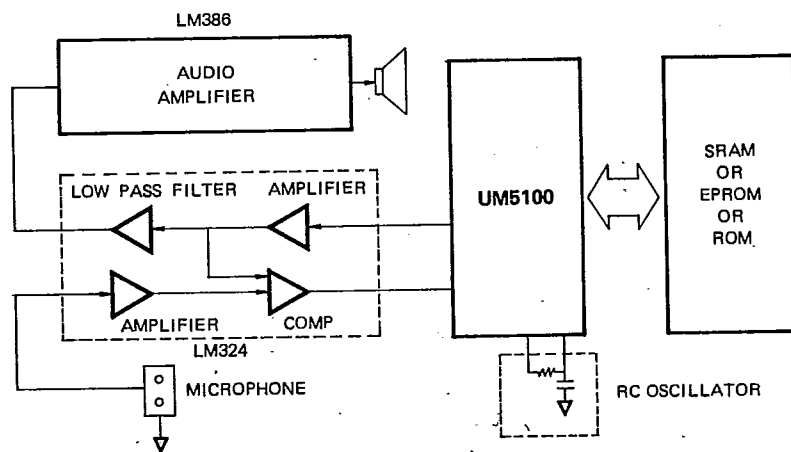 LM386
AUDIO
AMPLIFIER
LOW PASS FILTER
AMPLIFIER
AMPLIFIER
COMP
LM324
MICROPHONE
UM5100
SRAM
OR
EPROM
OR
ROM
RC OSCILLATOR